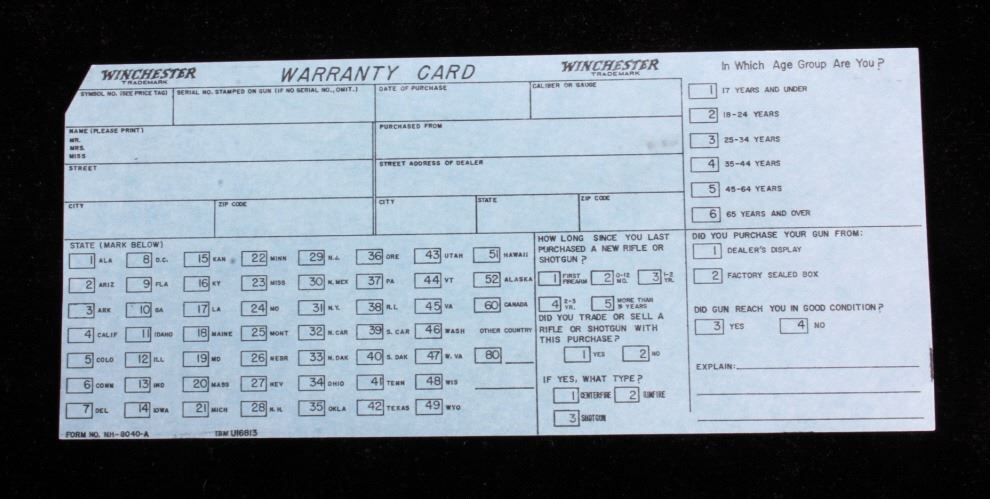 WINCHESTER
TRADEMARK
WARRANTY CARD
WINCHESTER
TRADEMARK
SYMBOL NO. (SEE PRICE TAG)
SERIAL NO. STAMPED ON GUN (IF NO SERIAL NO., OMIT.)
DATE OF PURCHASE
CALIBER OR GAUGE
NAME (PLEASE PRINT)
MR.
MRS.
MISS
PURCHASED FROM
STREET
STREET ADDRESS OF DEALER
CITY
ZIP CODE
CITY
STATE
ZIP CODE
STATE (MARK BELOW)
1 ALA 8 D.C. 15 KAN 22 MINN 29 N.J. 36 ORE 43 UTAH 51 HAWAII
2 ARIZ 9 FLA 16 KY 23 MISS 30 N. MEX 37 PA 44 VT 52 ALASKA
3 ARK 10 GA 17 LA 24 MO 31 N.Y. 38 R.I. 45 VA 60 CANADA
4 CALIF 11 IDAHO 18 MAINE 25 MONT 32 N. CAR 39 S. CAR 46 WASH OTHER COUNTRY
5 COLO 12 ILL 19 MD 26 NEBR 33 N. DAK 40 S. DAK 47 W. VA 80
6 CONN 13 IND 20 MASS 27 NEV 34 OHIO 41 TENN 48 WIS
7 DEL 14 IOWA 21 MICH 28 N.H. 35 OKLA 42 TEXAS 49 WYO
FORM NO. NH-8040-A
IBM U16813
HOW LONG SINCE YOU LAST
PURCHASED A NEW RIFLE OR
SHOTGUN?
1 FIRST FIREARM 2 0-12 MO. 3 1-2 YR.
4 2-3 YR. 5 MORE THAN 3 YEARS
DID YOU TRADE OR SELL A
RIFLE OR SHOTGUN WITH
THIS PURCHASE?
1 YES 2 NO
IF YES, WHAT TYPE?
1 CENTERFIRE 2 RIMFIRE
3 SHOTGUN
In Which Age Group Are You?
1 17 YEARS AND UNDER
2 18-24 YEARS
3 25-34 YEARS
4 35-44 YEARS
5 45-64 YEARS
6 65 YEARS AND OVER
DID YOU PURCHASE YOUR GUN FROM:
1 DEALER'S DISPLAY
2 FACTORY SEALED BOX
DID GUN REACH YOU IN GOOD CONDITION?
3 YES 4 NO
EXPLAIN: